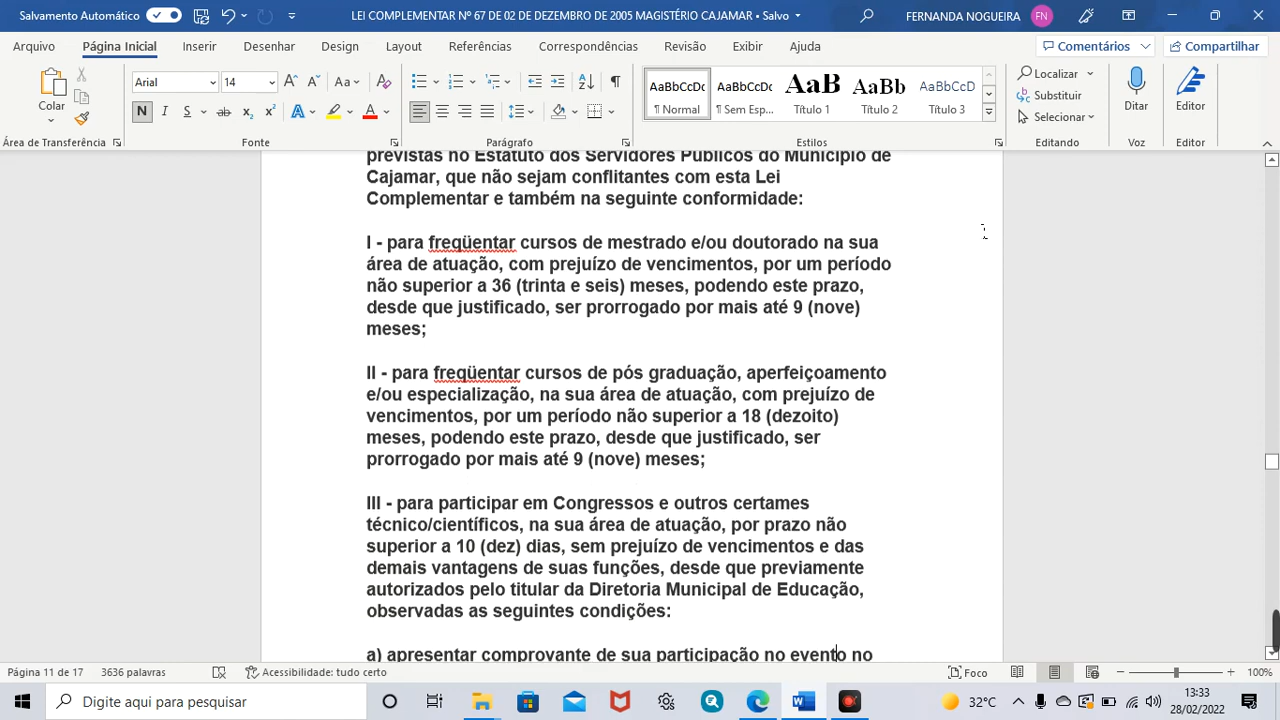 Salvamento Automático
LEI COMPLEMENTAR Nº 67 DE 02 DE DEZEMBRO DE 2005 MAGISTÉRIO CAJAMAR • Salvo
FERNANDA NOGUEIRA FN
Arquivo Página Inicial Inserir Desenhar Design Layout Referências Correspondências Revisão Exibir Ajuda Comentários Compartilhar
Colar
Área de Transferência
Arial 14
Aa
N I S ab x₂ x²
A A
Fonte
Parágrafo
AaBbCcDc AaBbCcDc AaB AaBb AaBbCcD
¶ Normal ¶ Sem Esp... Título 1 Título 2 Título 3
Estilos
Localizar
Substituir
Selecionar
Editando
Ditar
Voz
Editor
Editor
previstas no Estatuto dos Servidores Públicos do Município de
Cajamar, que não sejam conflitantes com esta Lei
Complementar e também na seguinte conformidade:
I - para freqüentar cursos de mestrado e/ou doutorado na sua
área de atuação, com prejuízo de vencimentos, por um período
não superior a 36 (trinta e seis) meses, podendo este prazo,
desde que justificado, ser prorrogado por mais até 9 (nove)
meses;
II - para freqüentar cursos de pós graduação, aperfeiçoamento
e/ou especialização, na sua área de atuação, com prejuízo de
vencimentos, por um período não superior a 18 (dezoito)
meses, podendo este prazo, desde que justificado, ser
prorrogado por mais até 9 (nove) meses;
III - para participar em Congressos e outros certames
técnico/científicos, na sua área de atuação, por prazo não
superior a 10 (dez) dias, sem prejuízo de vencimentos e das
demais vantagens de suas funções, desde que previamente
autorizados pelo titular da Diretoria Municipal de Educação,
observadas as seguintes condições:
a) apresentar comprovante de sua participação no evento no
Página 11 de 17 3636 palavras Acessibilidade: tudo certo Foco 100%
Digite aqui para pesquisar
32°C
13:33
28/02/2022